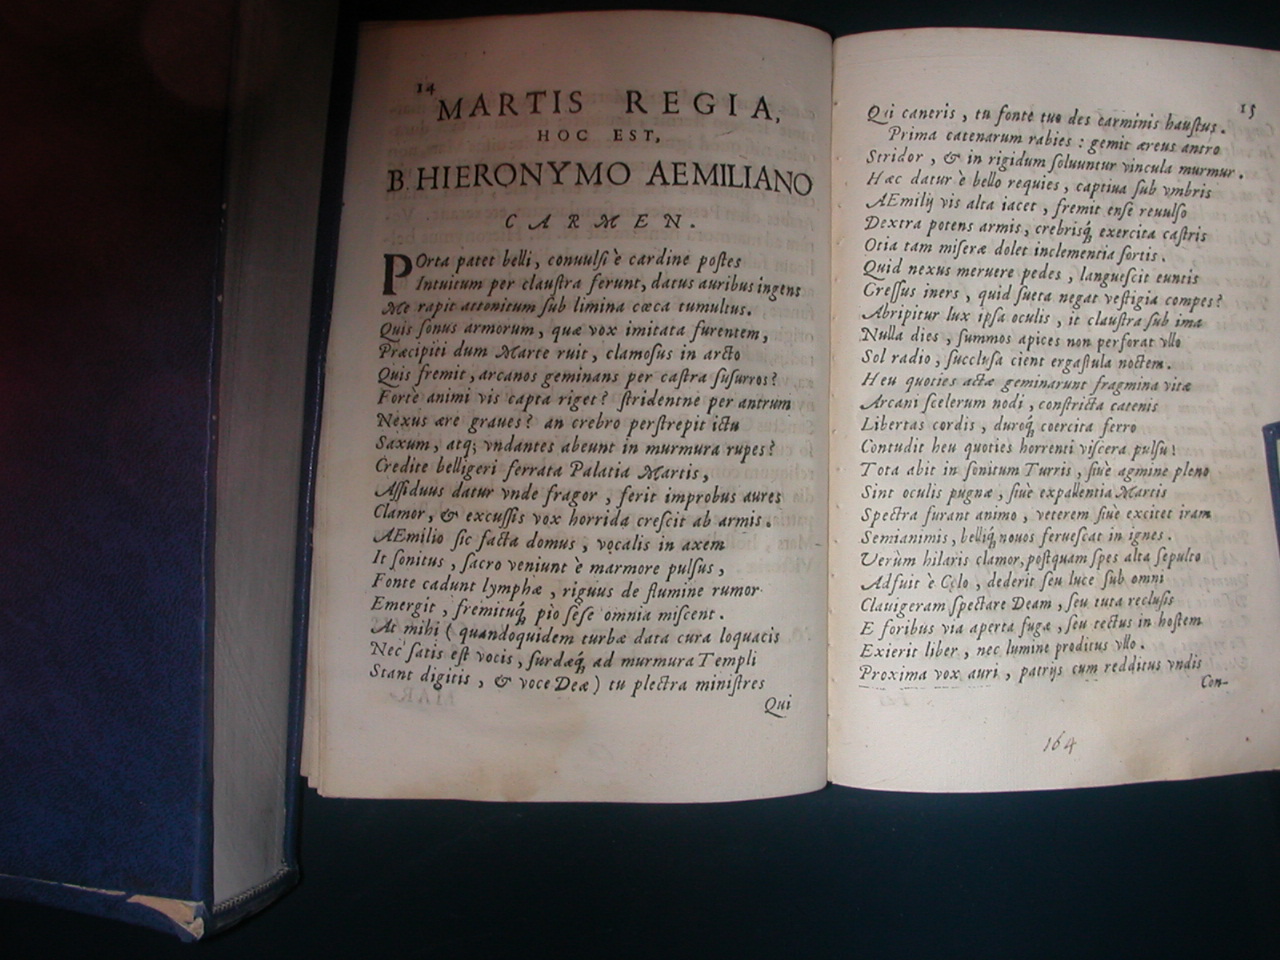 14
MARTIS REGIA,
HOC EST,
B. HIERONYMO AEMILIANO
CARMEN.
POrta patet belli, conuulsi è cardine postes
Intuitum per claustra ferunt, datus auribus ingens
Me rapit attonitum sub limina cæca tumultus.
Quis sonus armorum, quæ vox imitata furentem,
Præcipiti dum Marte ruit, clamosus in arcto
Quis fremit, arcanos geminans per castra susurros?
Fortè animi vis capta riget? stridentne per antrum
Nexus ære graues? an crebro perstrepit ictu
Saxum, atq; vndantes abeunt in murmura rupes?
Credite belligeri ferrata Palatia Martis,
Assiduus datur vnde fragor, ferit improbus aures
Clamor, & excussis vox horrida crescit ab armis.
AEmilio sic facta domus, vocalis in axem
It sonitus, sacro veniunt è marmore pulsus,
Fonte cadunt lymphæ, riguus de flumine rumor
Emergit, fremituq́; pio sese omnia miscent.
At mihi (quandoquidem turbæ data cura loquacis
Nec satis est vocis, surdæq́; ad murmura Templi
Stant digitis, & voce Deæ) tu plectra ministres
Qui
15
Qui caneris, tu fonte tuo des carminis haustus.
Prima catenarum rabies: gemit æreus antro
Stridor, & in rigidum soluuntur vincula murmur.
Hæc datur è bello requies, captiua sub vmbris
AEmilij vis alta iacet, fremit ense reuulso
Dextra potens armis, crebrisq́; exercita castris
Otia tam miseræ dolet inclementia sortis.
Quid nexus meruere pedes, languescit euntis
Gressus iners, quid sueta negat vestigia compes?
Abripitur lux ipsa oculis, it claustra sub ima
Nulla dies, summos apices non perforat vllo
Sol radio, succlusa cient ergastula noctem.
Heu quoties actæ geminarunt fragmina vitæ
Arcani scelerum nodi, constricta catenis
Libertas cordis, duroq́; coercita ferro
Contudit heu quoties horrenti viscera pulsu!
Tota abit in sonitum Turris, siuè agmine pleno
Sint oculis pugnæ, siuè expallentia Martis
Spectra furant animo, veterem siuè excitet iram
Semianimis, belliq́; nouos feruescat in ignes.
Verùm hilaris clamor, postquam spes alta sepulto
Adfuit è Cœlo, dederit seu luce sub omni
Clauigeram spectare Deam, seu tuta reclusis
E foribus via aperta fugæ, seu tectus in hostem
Exierit liber, nec lumine proditus vllo.
Proxima vox auri, patrijs cum redditus vndis
Con-
164